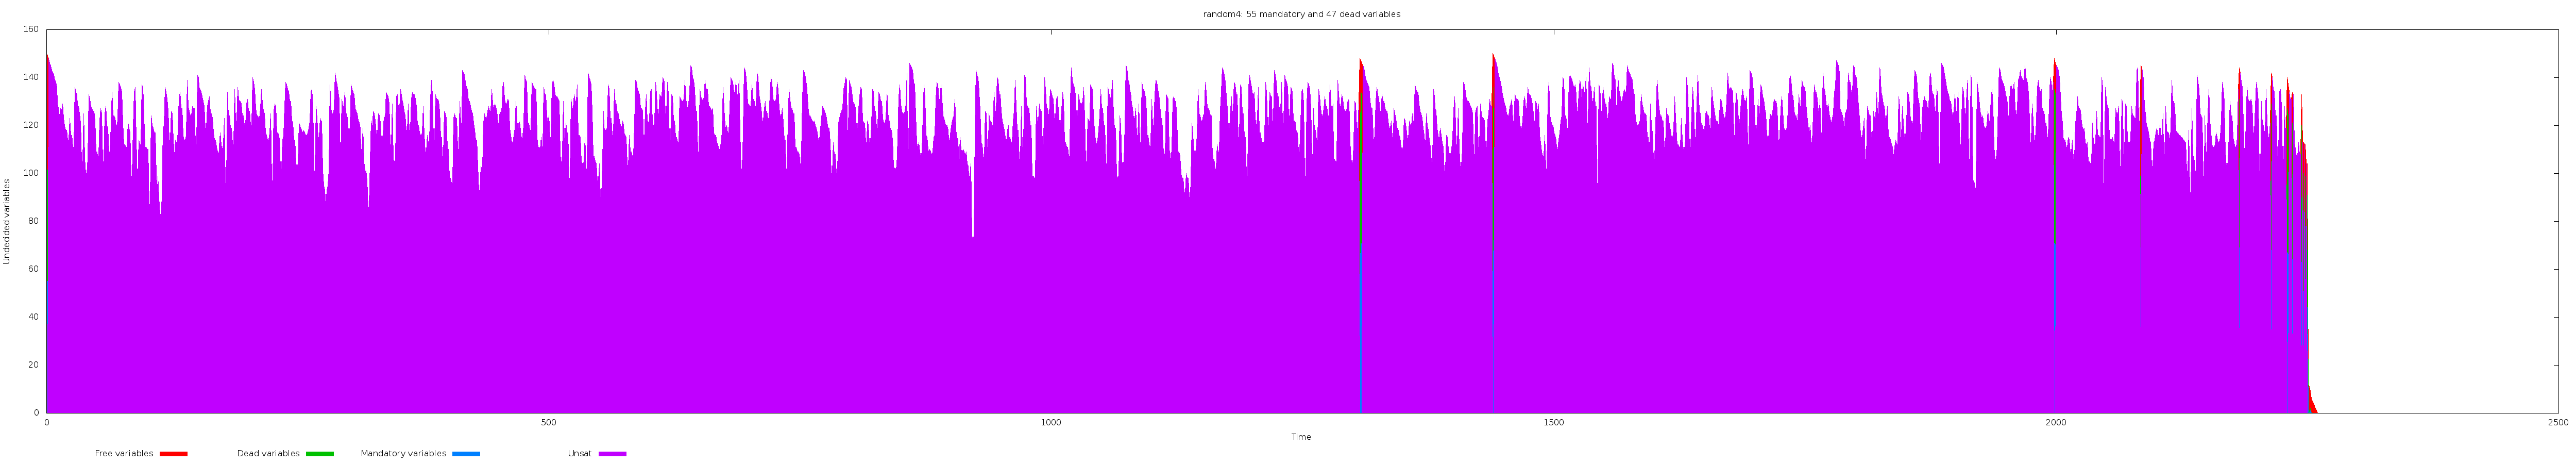 random4: 55 mandatory and 47 dead variables
160
140
120
100
80
60
40
20
0
Undecided variables
0 500 1000 1500 2000 2500
Time
Free variables Dead variables Mandatory variables Unsat